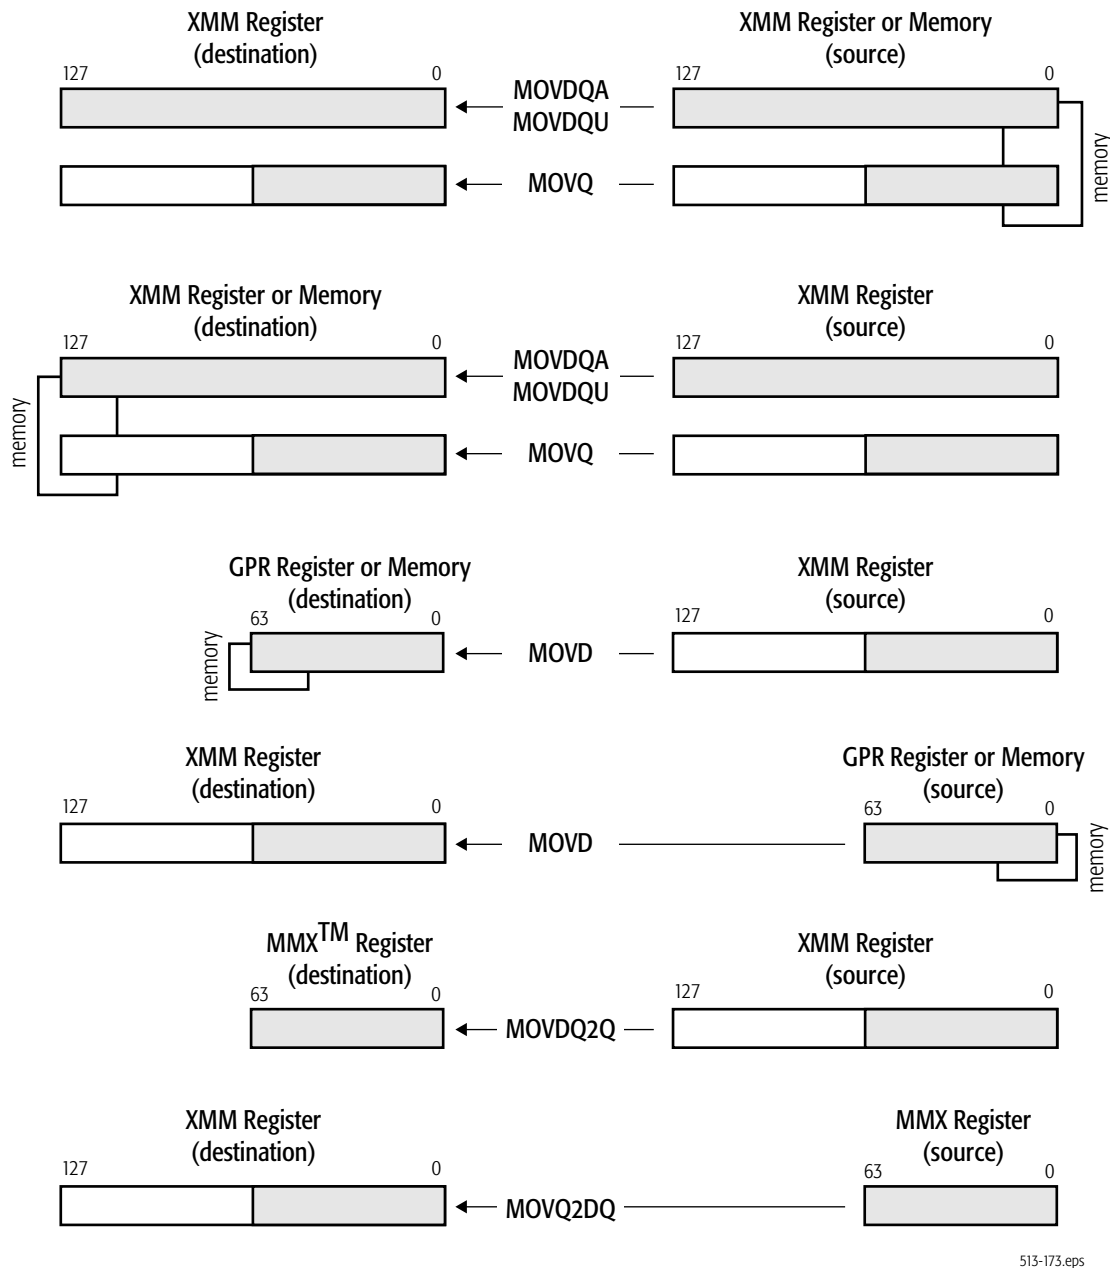 XMM Register
(destination)
XMM Register or Memory
(source)
127 0
127 0
MOVDQA
MOVDQU
memory
MOVQ
XMM Register or Memory
(destination)
XMM Register
(source)
127 0
127 0
MOVDQA
MOVDQU
memory
MOVQ
GPR Register or Memory
(destination)
XMM Register
(source)
63 0
127 0
memory
MOVD
XMM Register
(destination)
GPR Register or Memory
(source)
127 0
63 0
MOVD
memory
MMX™ Register
(destination)
XMM Register
(source)
63 0
127 0
MOVDQ2Q
XMM Register
(destination)
MMX Register
(source)
127 0
63 0
MOVQ2DQ
513-173.eps